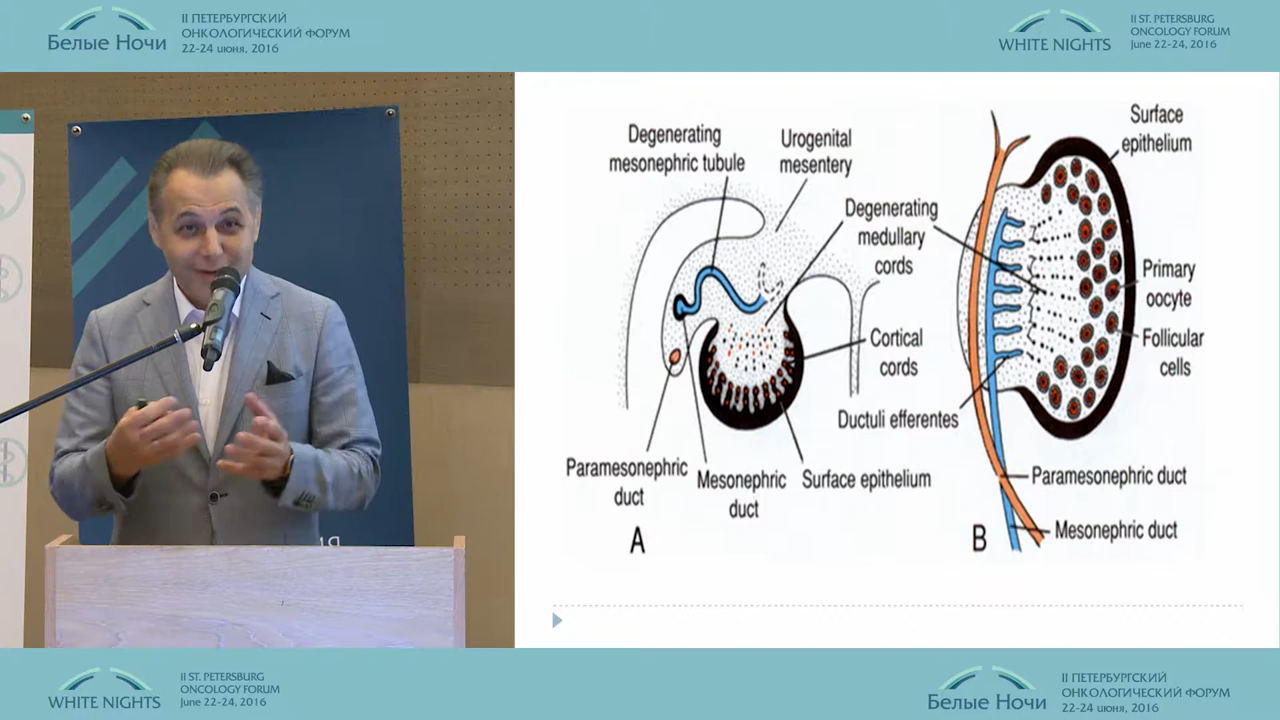 II ПЕТЕРБУРГСКИЙ
ОНКОЛОГИЧЕСКИЙ ФОРУМ
Белые Ночи
22-24 июня, 2016
II ST. PETERSBURG
ONCOLOGY FORUM
WHITE NIGHTS
June 22-24, 2016
Degenerating
mesonephric tubule
Urogenital
mesentery
Degenerating
medullary
cords
Cortical
cords
Ductuli efferentes
Paramesonephric
duct
Mesonephric
duct
Surface epithelium
A
Surface
epithelium
Primary
oocyte
Follicular
cells
Paramesonephric duct
Mesonephric duct
B
II ST. PETERSBURG
ONCOLOGY FORUM
WHITE NIGHTS
June 22-24, 2016
II ПЕТЕРБУРГСКИЙ
ОНКОЛОГИЧЕСКИЙ ФОРУМ
Белые Ночи
22-24 июня, 2016